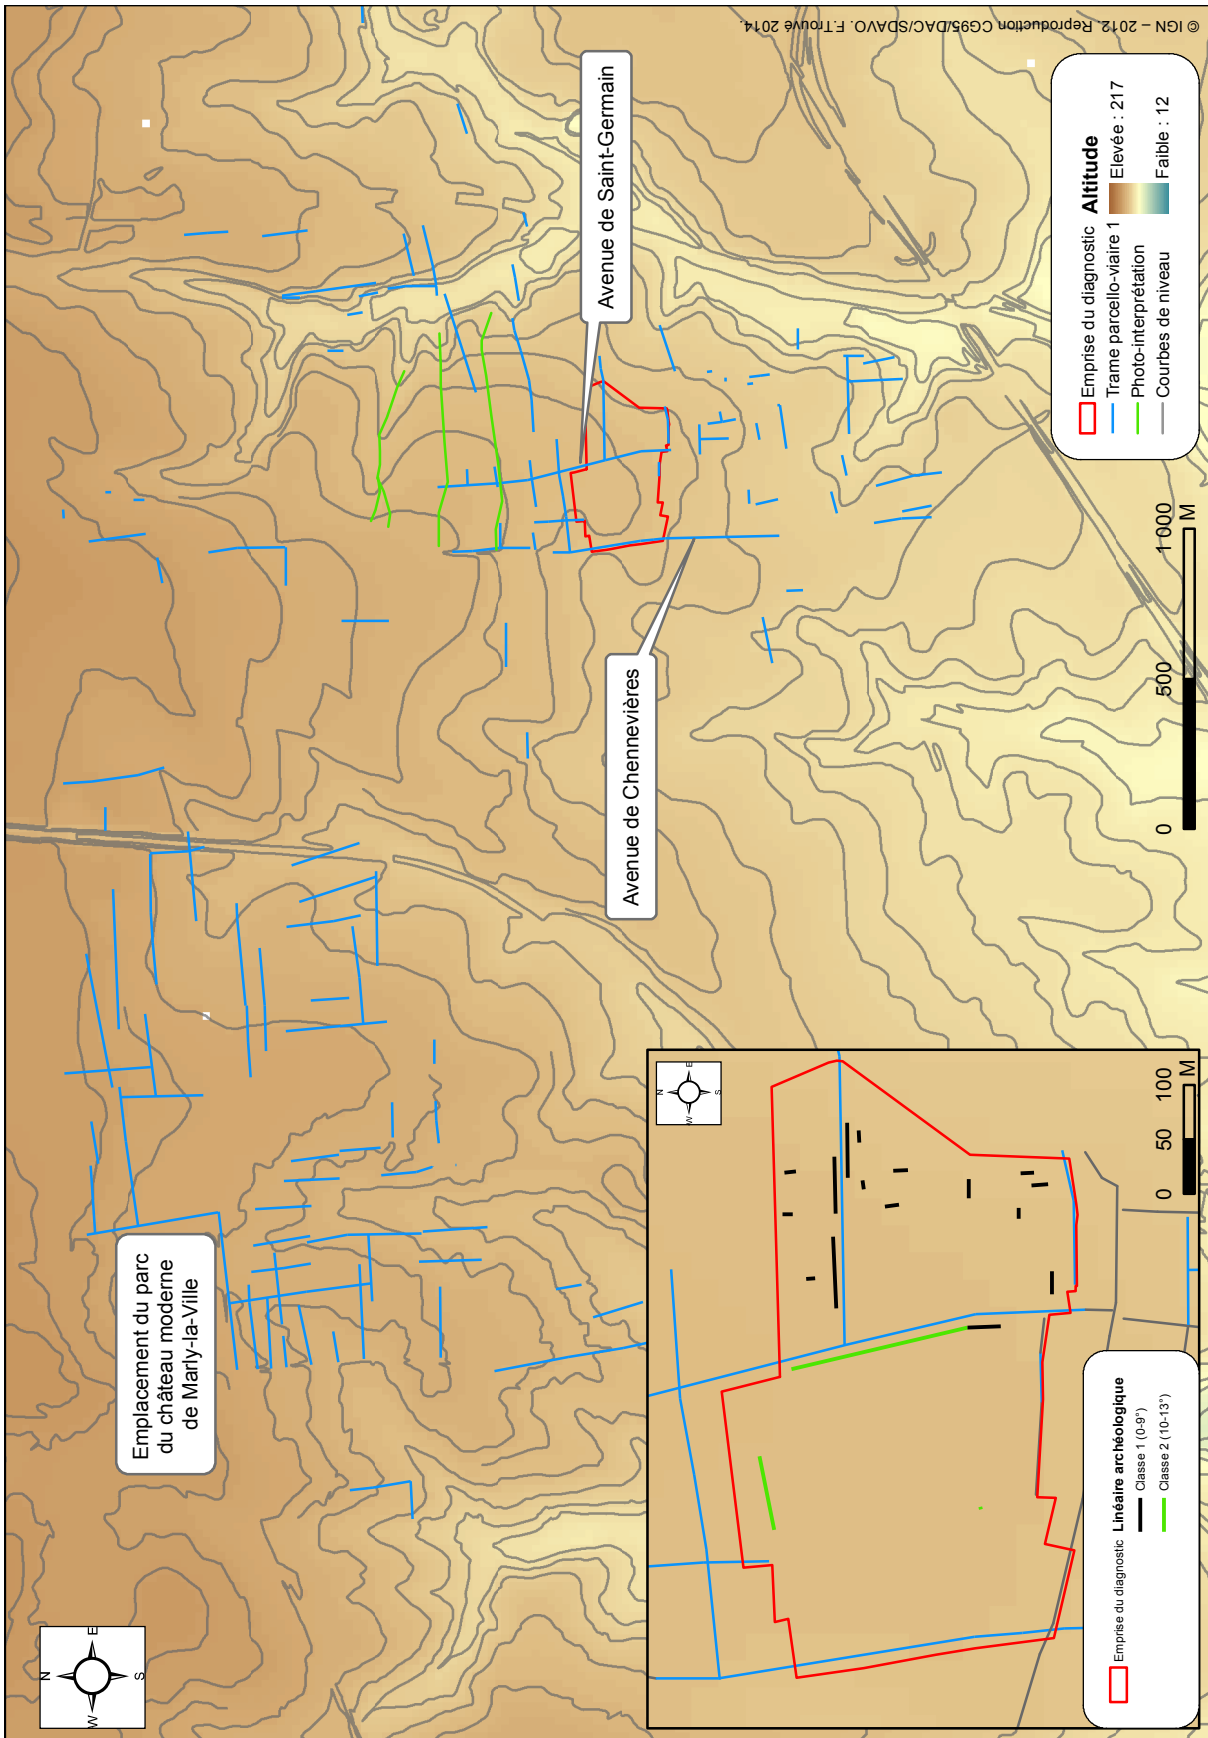 © IGN – 2012. Reproduction CG95/DAC/SDAVO. F.Trouvé 2014.
N
W
E
S
Emplacement du parc
du château moderne
de Marly-la-Ville
Avenue de Saint-Germain
Avenue de Chennevières
Emprise du diagnostic
Trame parcello-viaire 1
Photo-interprétation
Courbes de niveau
Altitude
Elevée : 217
Faible : 12
0
500
1 000
M
N
W
E
S
Emprise du diagnostic
Linéaire archéologique
Classe 1 (0-9°)
Classe 2 (10-13°)
0
50
100
M